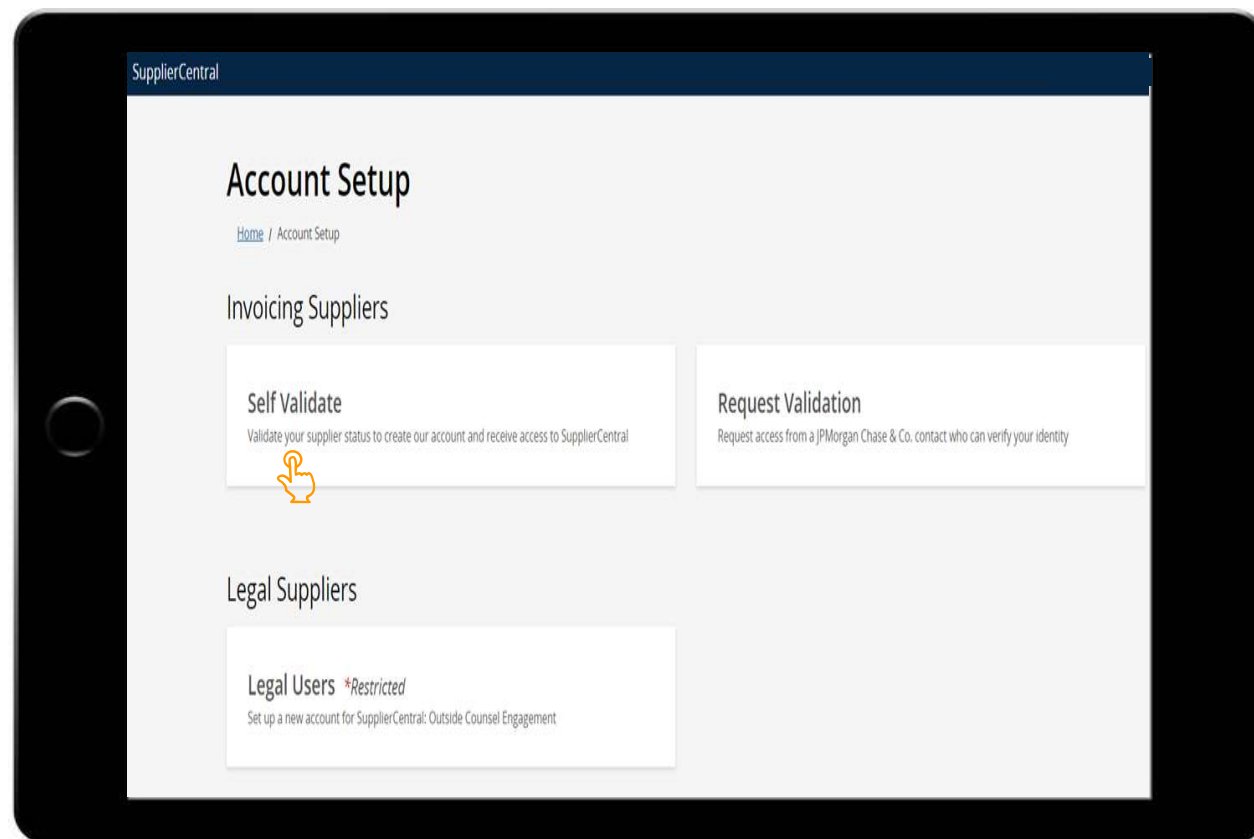 SupplierCentral
Account Setup
Home / Account Setup
Invoicing Suppliers
Self Validate
Validate your supplier status to create our account and receive access to SupplierCentral
Request Validation
Request access from a JPMorgan Chase & Co. contact who can verify your identity
Legal Suppliers
Legal Users *Restricted
Set up a new account for SupplierCentral: Outside Counsel Engagement